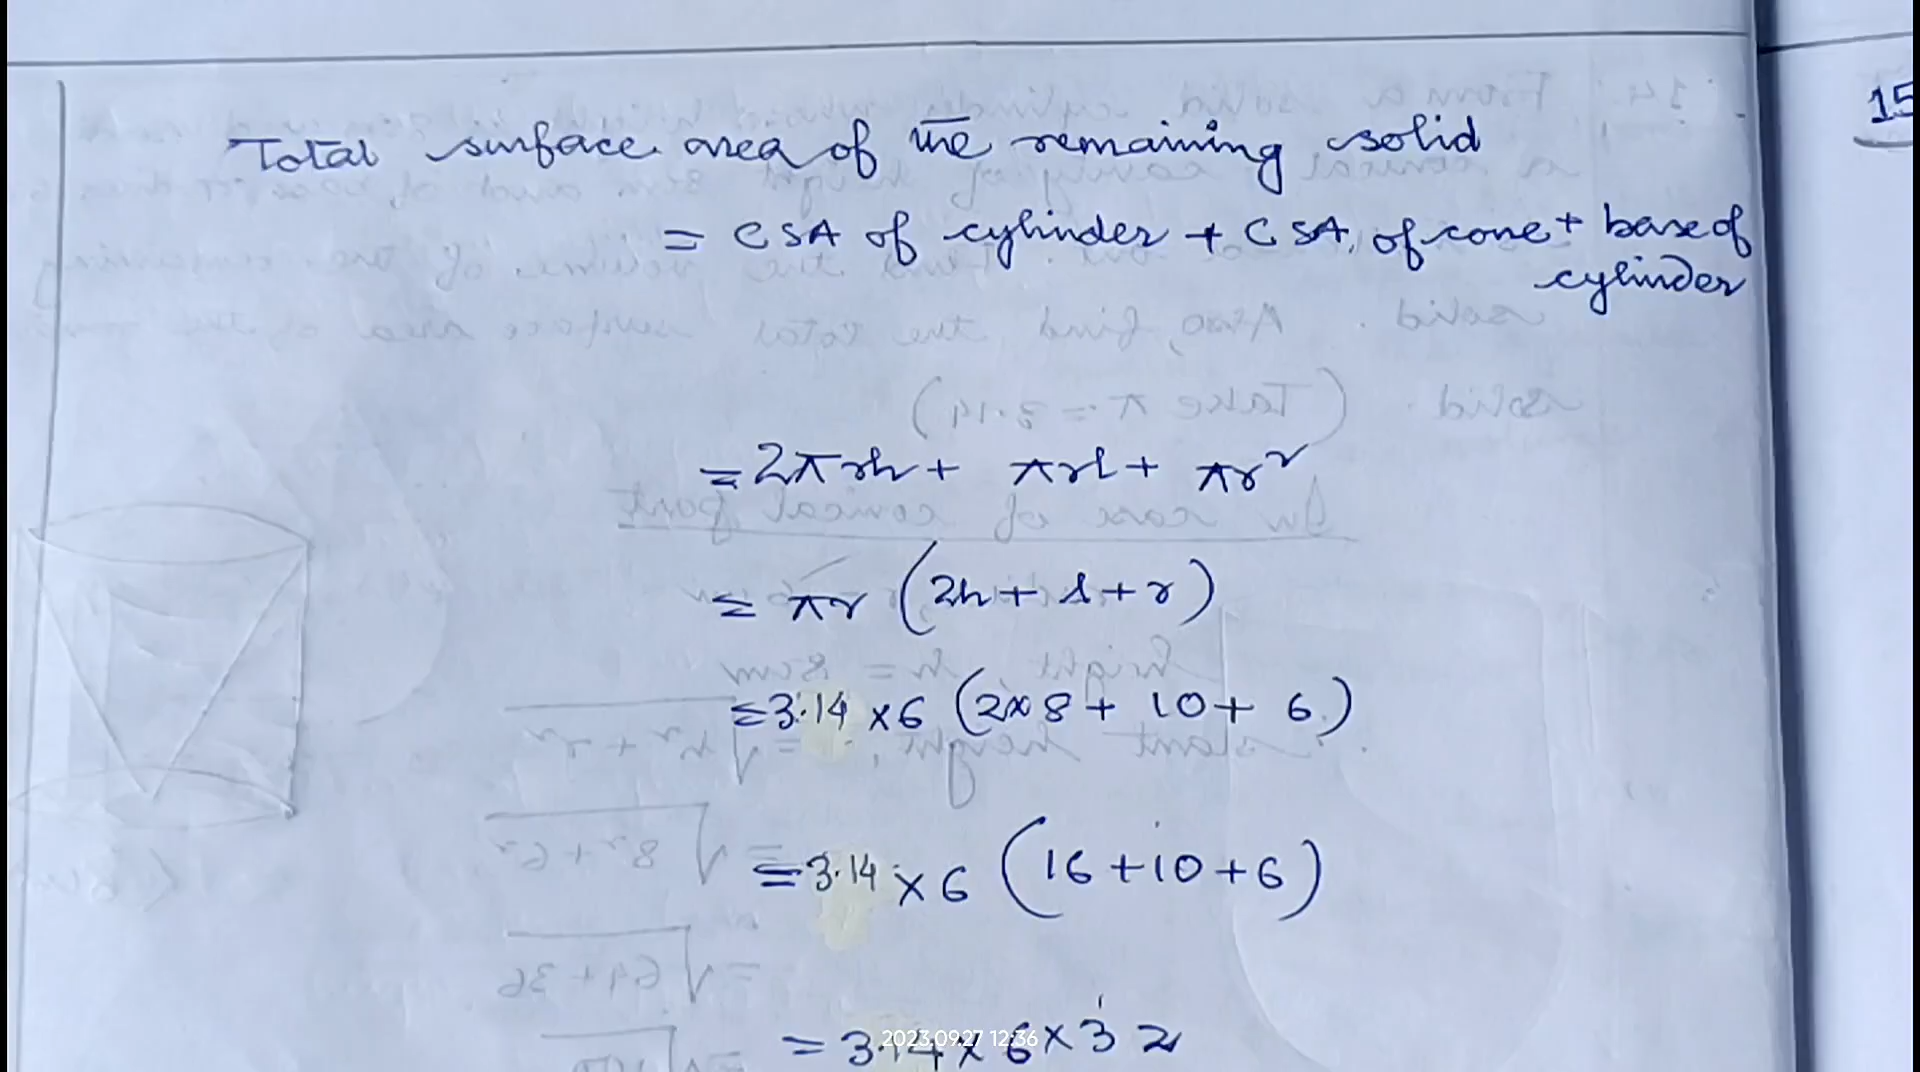 15
Total surface area of the remaining solid
= CSA of cylinder + CSA. of cone + base of
cylinder
= 2πrh + πrl + πr²
= πr (2h + l + r)
= 3.14 × 6 (2×8 + 10 + 6)
= 3.14 × 6 (16 + 10 + 6)
= 3.14 × 6 × 32
2023.09.27 12:36